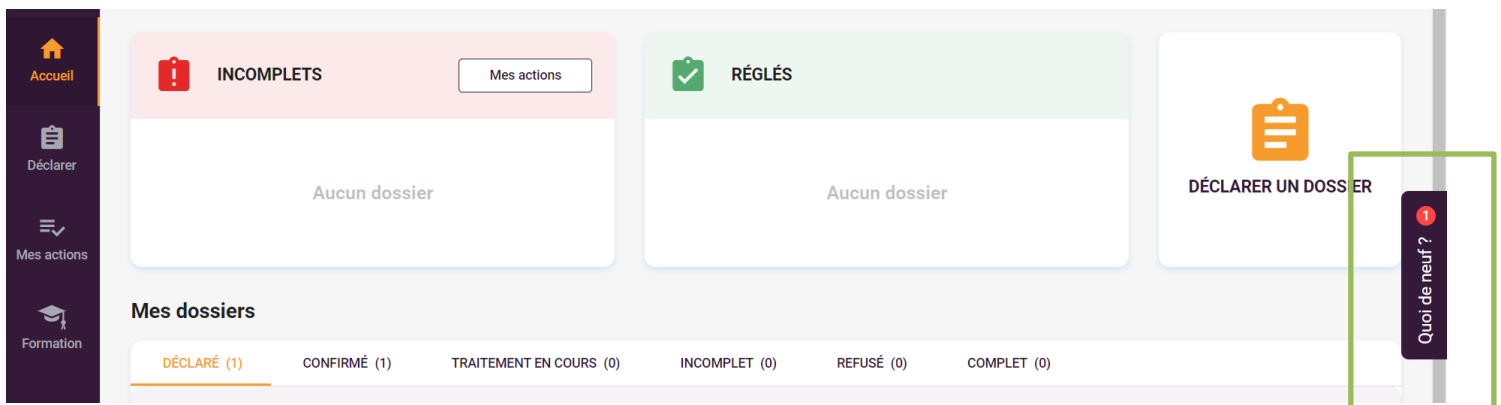 Accueil
Déclarer
Mes actions
Formation
INCOMPLETS
Mes actions
Aucun dossier
RÉGLÉS
Aucun dossier
DÉCLARER UN DOSSIER
Quoi de neuf ? 1
Mes dossiers
DÉCLARÉ (1) CONFIRMÉ (1) TRAITEMENT EN COURS (0) INCOMPLET (0) REFUSÉ (0) COMPLET (0)